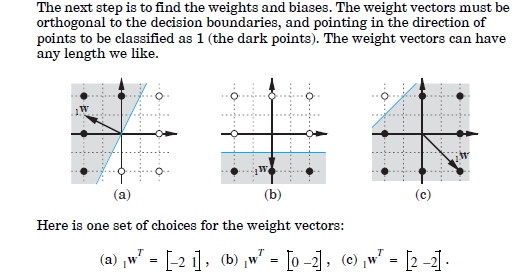 The next step is to find the weights and biases. The weight vectors must be
orthogonal to the decision boundaries, and pointing in the direction of
points to be classified as 1 (the dark points). The weight vectors can have
any length we like.
₁W ₁W ₁W
(a) (b) (c)
Here is one set of choices for the weight vectors:
(a) ₁wᵀ = [-2 1], (b) ₁wᵀ = [0 -2], (c) ₁wᵀ = [2 -2].